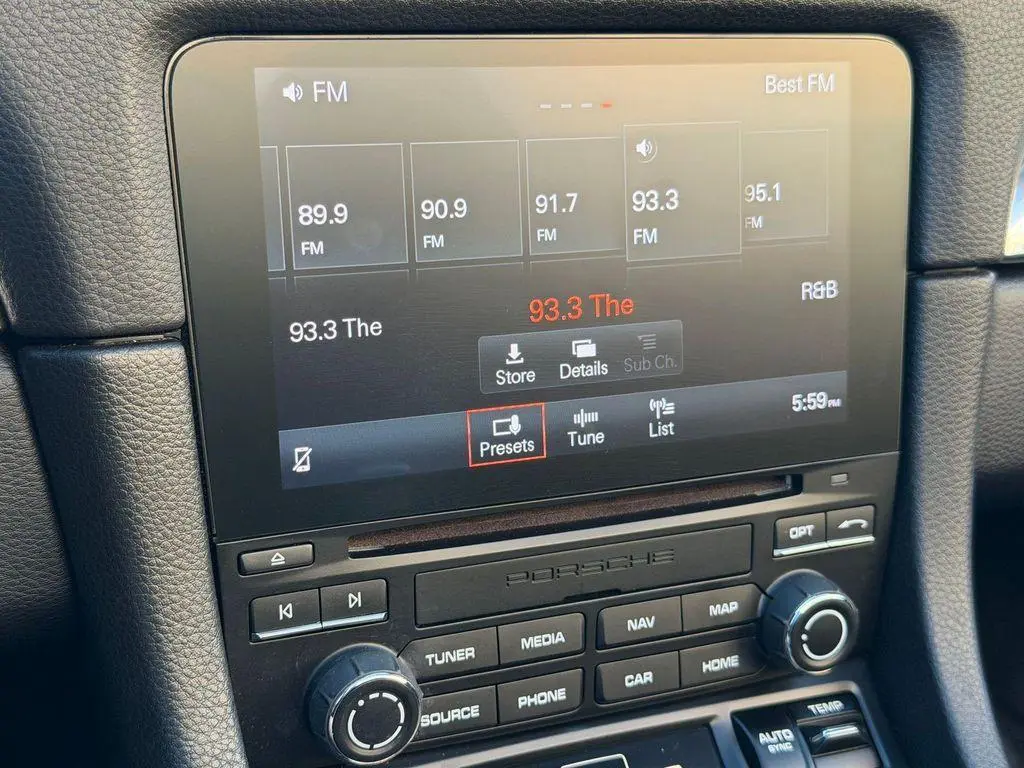 FM
Best FM
89.9
FM
90.9
FM
91.7
FM
93.3
FM
95.1
FM
R&B
93.3 The
93.3 The
Store
Details
Sub Ch.
Presets
Tune
List
5:59 PM
OPT
PORSCHE
TUNER
MEDIA
NAV
MAP
SOURCE
PHONE
CAR
HOME
TEMP
AUTO
SYNC